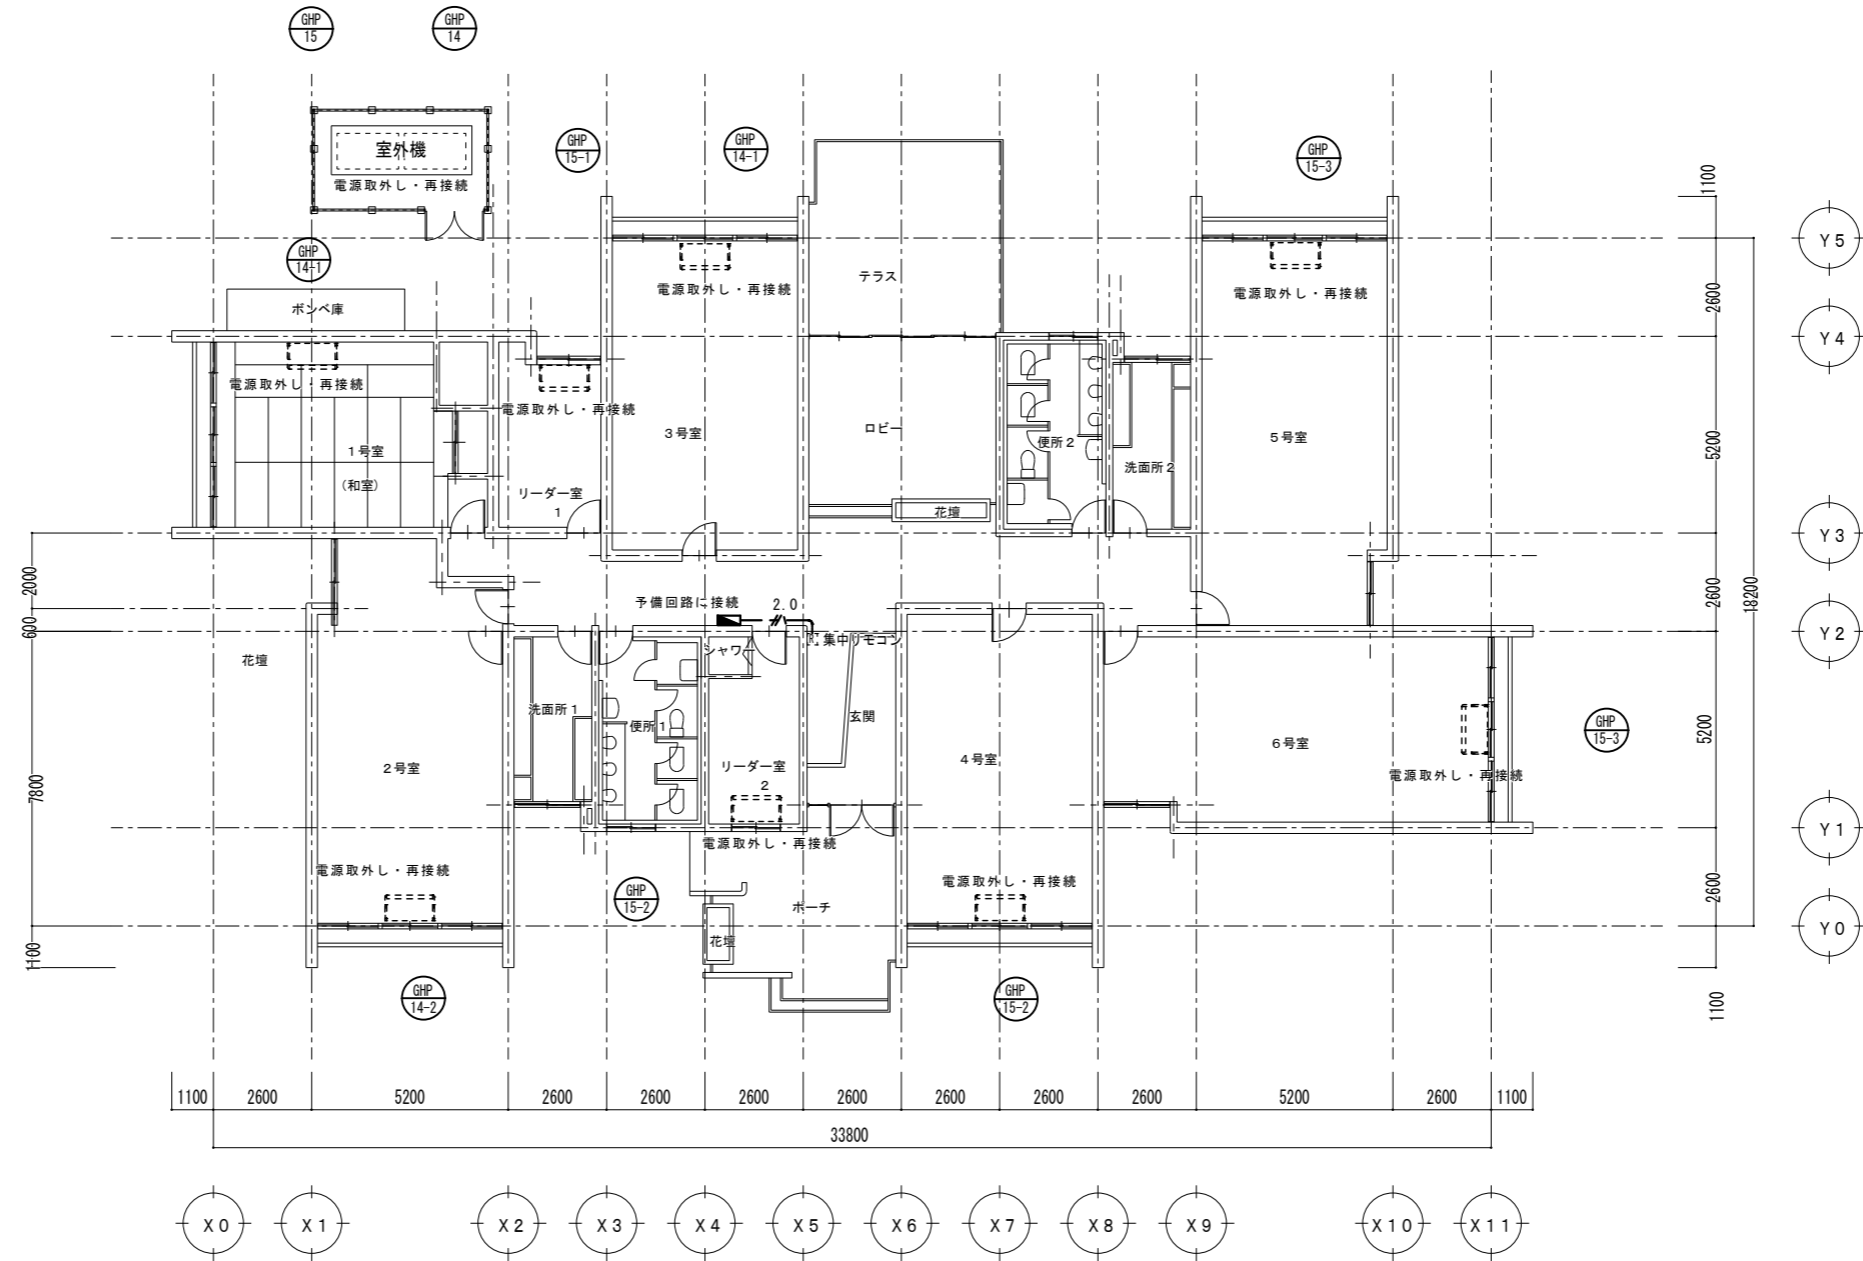 GHP
15
GHP
14
室外機
電源取外し・再接続
GHP
15-1
GHP
14-1
GHP
15-3
1100
GHP
14-1
Y5
電源取外し・再接続
テラス
電源取外し・再接続
2600
ボンベ庫
Y4
電源取外し・再接続
電源取外し・再接続
3号室
ロビー
便所2
5号室
5200
1号室
(和室)
洗面所2
リーダー室
1
花壇
Y3
2000
予備回路に接続
2.0
2600
18200
600
集中リモコン
Y2
シャワー
花壇
洗面所1
便所1
玄関
GHP
15-3
5200
2号室
リーダー室
2
4号室
6号室
電源取外し・再接続
7800
Y1
電源取外し・再接続
電源取外し・再接続
電源取外し・再接続
GHP
15-2
ポーチ
2600
花壇
Y0
1100
GHP
14-2
GHP
15-2
1100
1100
2600
5200
2600
2600
2600
2600
2600
2600
2600
5200
2600
1100
33800
X0
X1
X2
X3
X4
X5
X6
X7
X8
X9
X10
X11